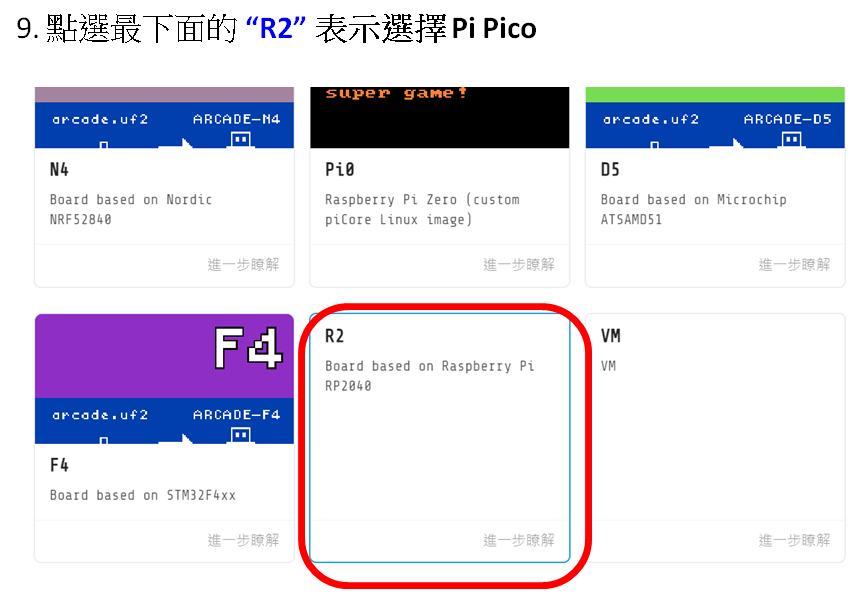 9. 點選最下面的 “R2” 表示選擇 Pi Pico
super game!
arcade.uf2 ARCADE-N4
arcade.uf2 ARCADE-D5
N4
Board based on Nordic
NRF52840
進一步瞭解
Pi0
Raspberry Pi Zero (custom
piCore Linux image)
進一步瞭解
D5
Board based on Microchip
ATSAMD51
進一步瞭解
F4
arcade.uf2 ARCADE-F4
F4
Board based on STM32F4xx
進一步瞭解
R2
Board based on Raspberry Pi
RP2040
進一步瞭解
VM
VM
進一步瞭解